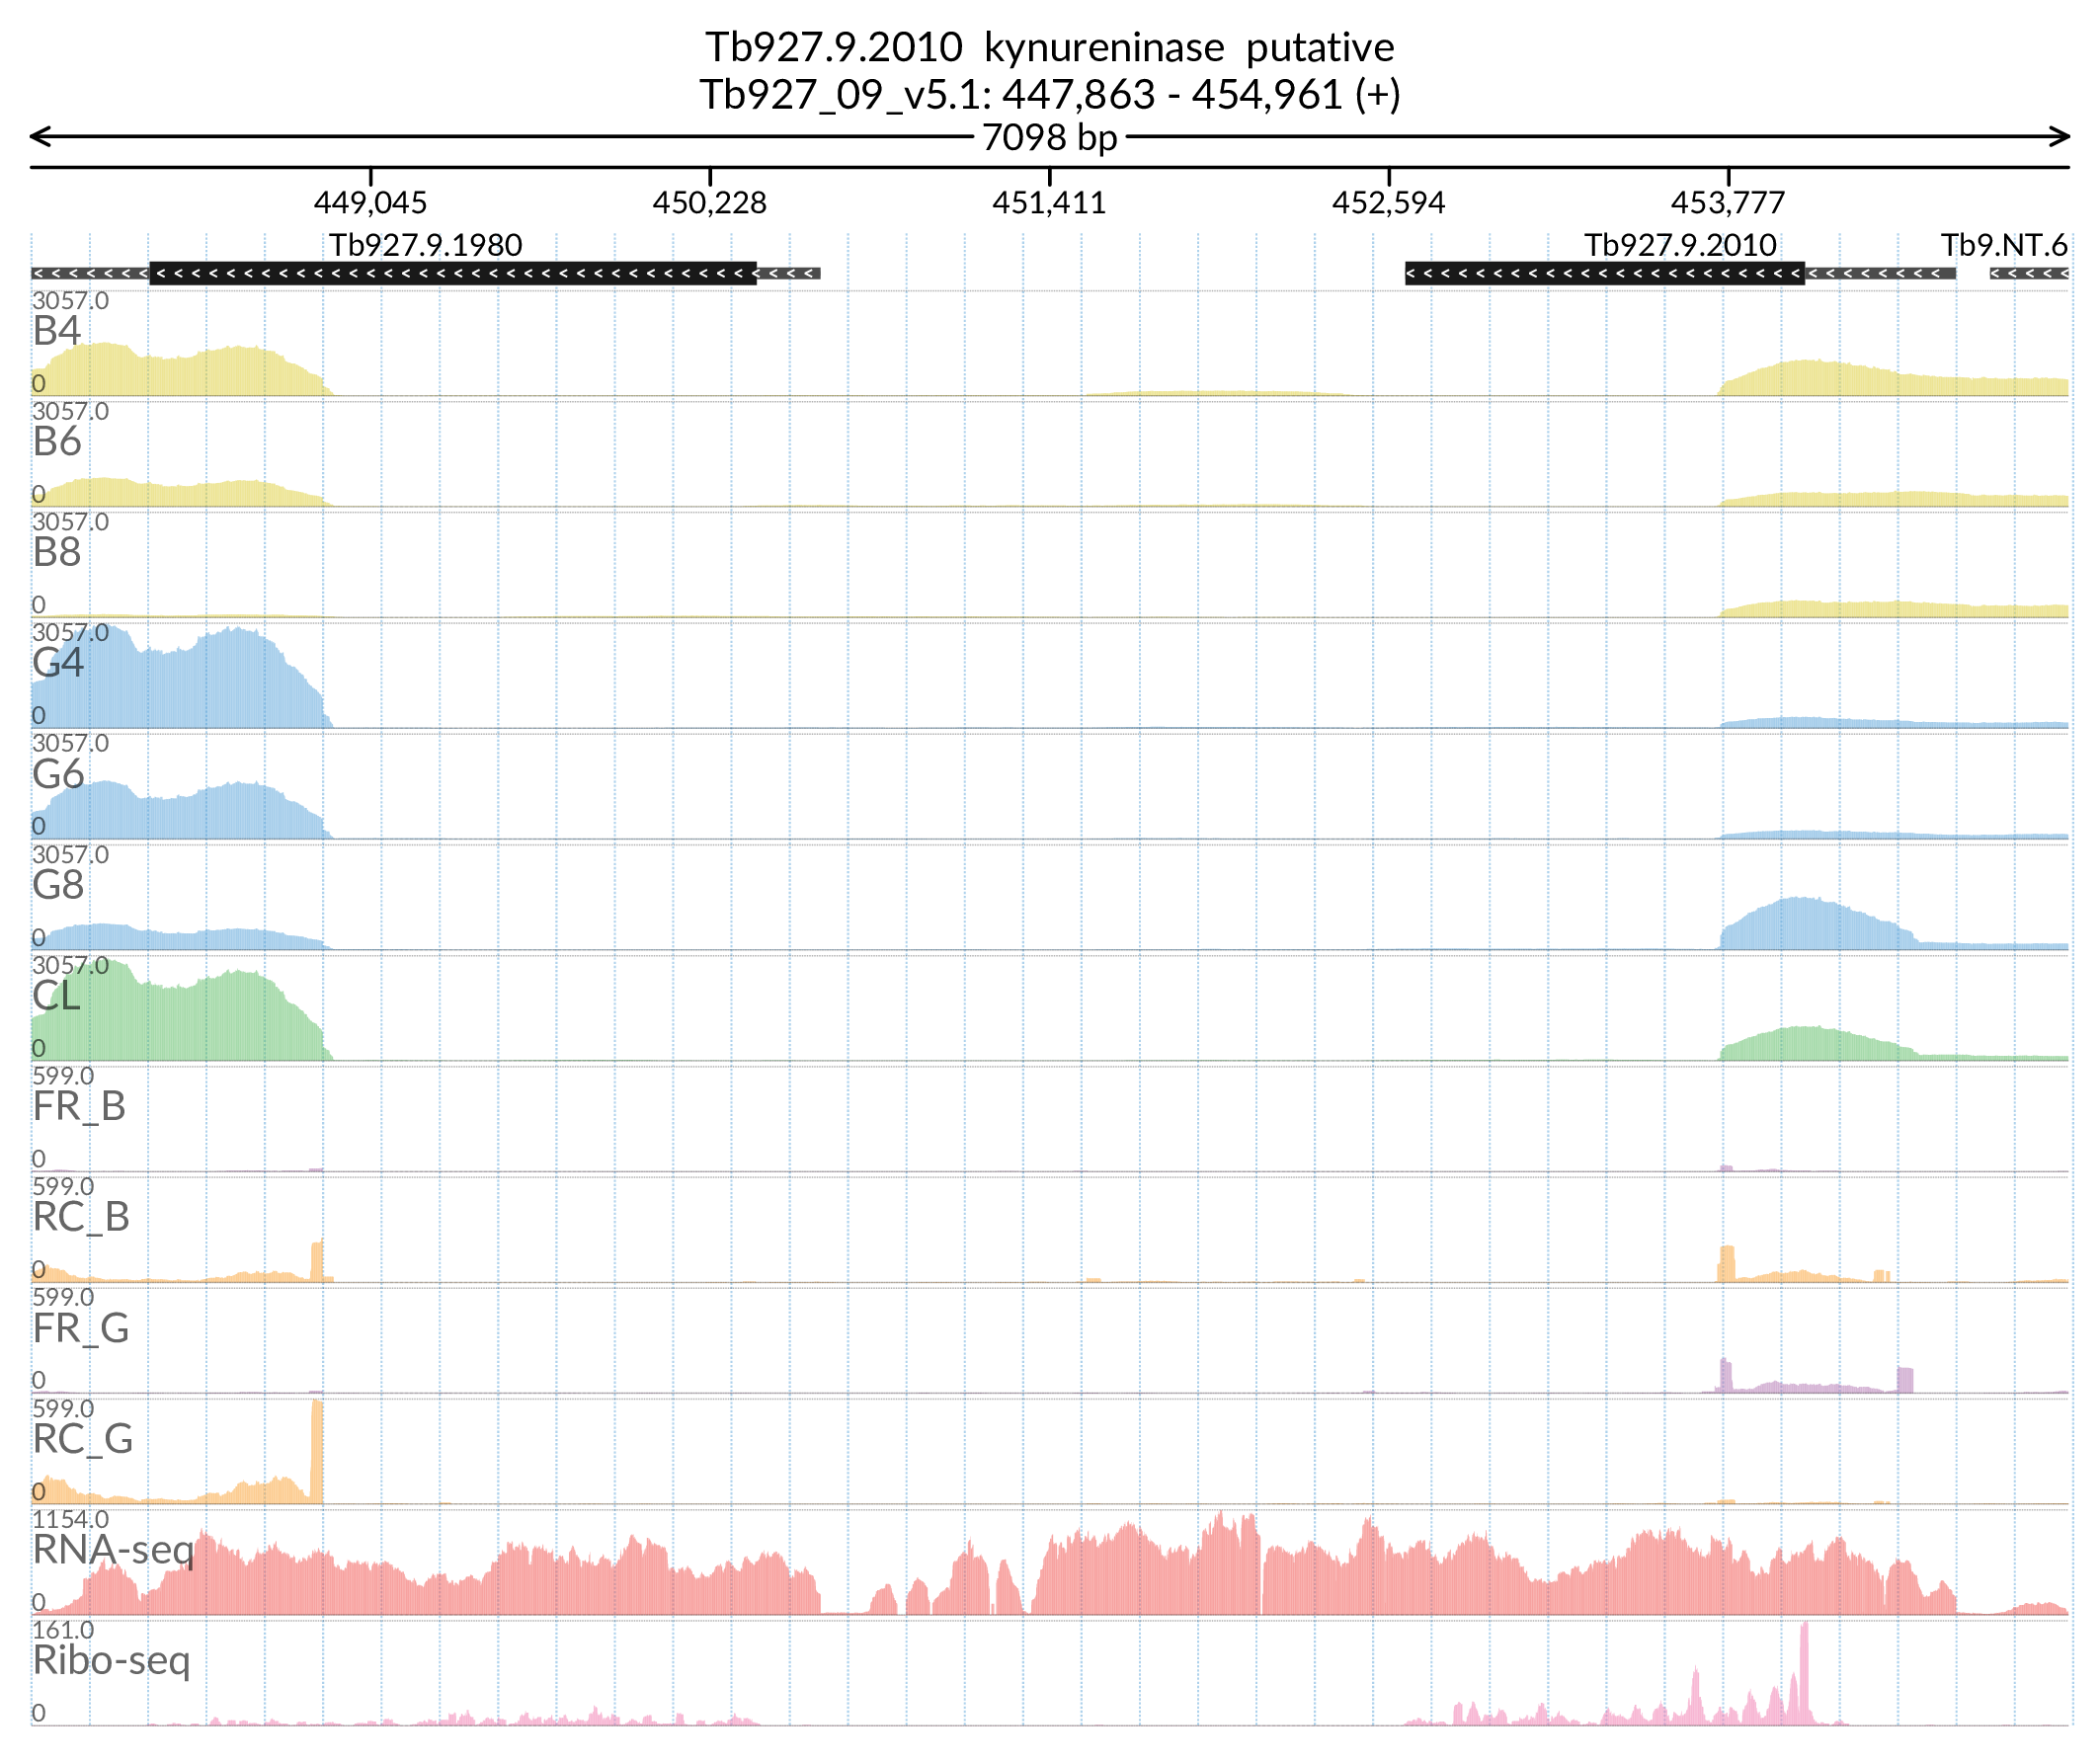 Tb927.9.2010 kynureninase putative
Tb927_09_v5.1: 447,863 - 454,961 (+)
7098 bp
449,045 450,228 451,411 452,594 453,777
Tb927.9.1980 Tb927.9.2010 Tb9.NT.6
3057.0
B4
0
3057.0
B6
0
3057.0
B8
0
3057.0
G4
0
3057.0
G6
0
3057.0
G8
0
3057.0
CL
0
599.0
FR_B
0
599.0
RC_B
0
599.0
FR_G
0
599.0
RC_G
0
1154.0
RNA-seq
0
161.0
Ribo-seq
0